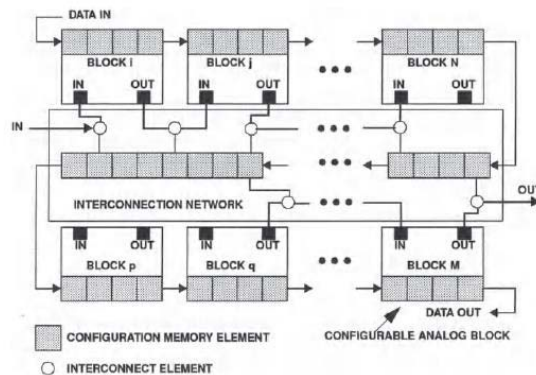 DATA IN
BLOCK i
BLOCK j
BLOCK N
IN OUT IN OUT IN OUT
IN
OUT
INTERCONNECTION NETWORK
IN OUT IN OUT IN OUT
BLOCK p
BLOCK q
BLOCK M
DATA OUT
CONFIGURATION MEMORY ELEMENT
CONFIGURABLE ANALOG BLOCK
INTERCONNECT ELEMENT